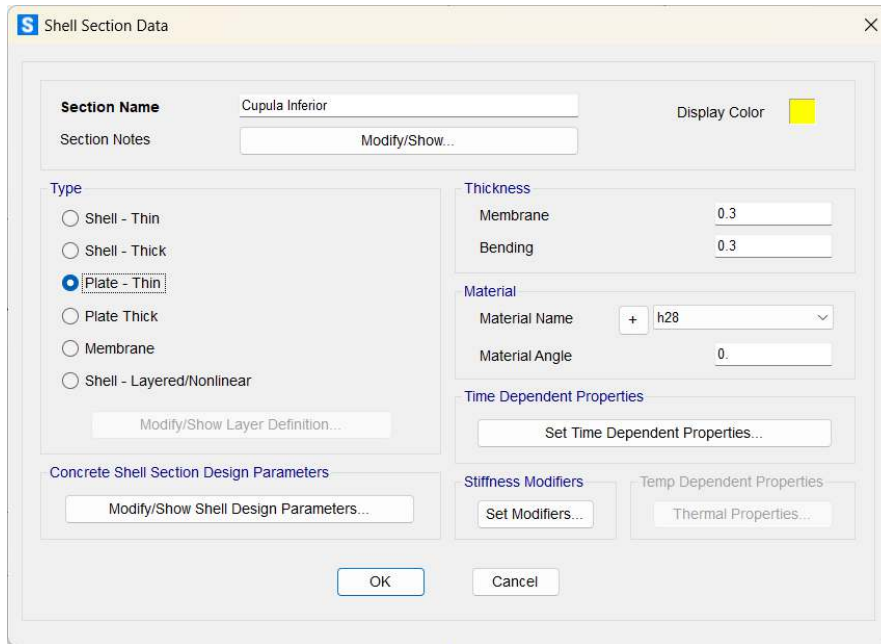 S Shell Section Data
Section Name Cupula Inferior Display Color
Section Notes Modify/Show...
Type
Shell - Thin
Shell - Thick
Plate - Thin
Plate Thick
Membrane
Shell - Layered/Nonlinear
Modify/Show Layer Definition...
Concrete Shell Section Design Parameters
Modify/Show Shell Design Parameters...
Thickness
Membrane 0.3
Bending 0.3
Material
Material Name + h28
Material Angle 0.
Time Dependent Properties
Set Time Dependent Properties...
Stiffness Modifiers
Set Modifiers...
Temp Dependent Properties
Thermal Properties...
OK Cancel